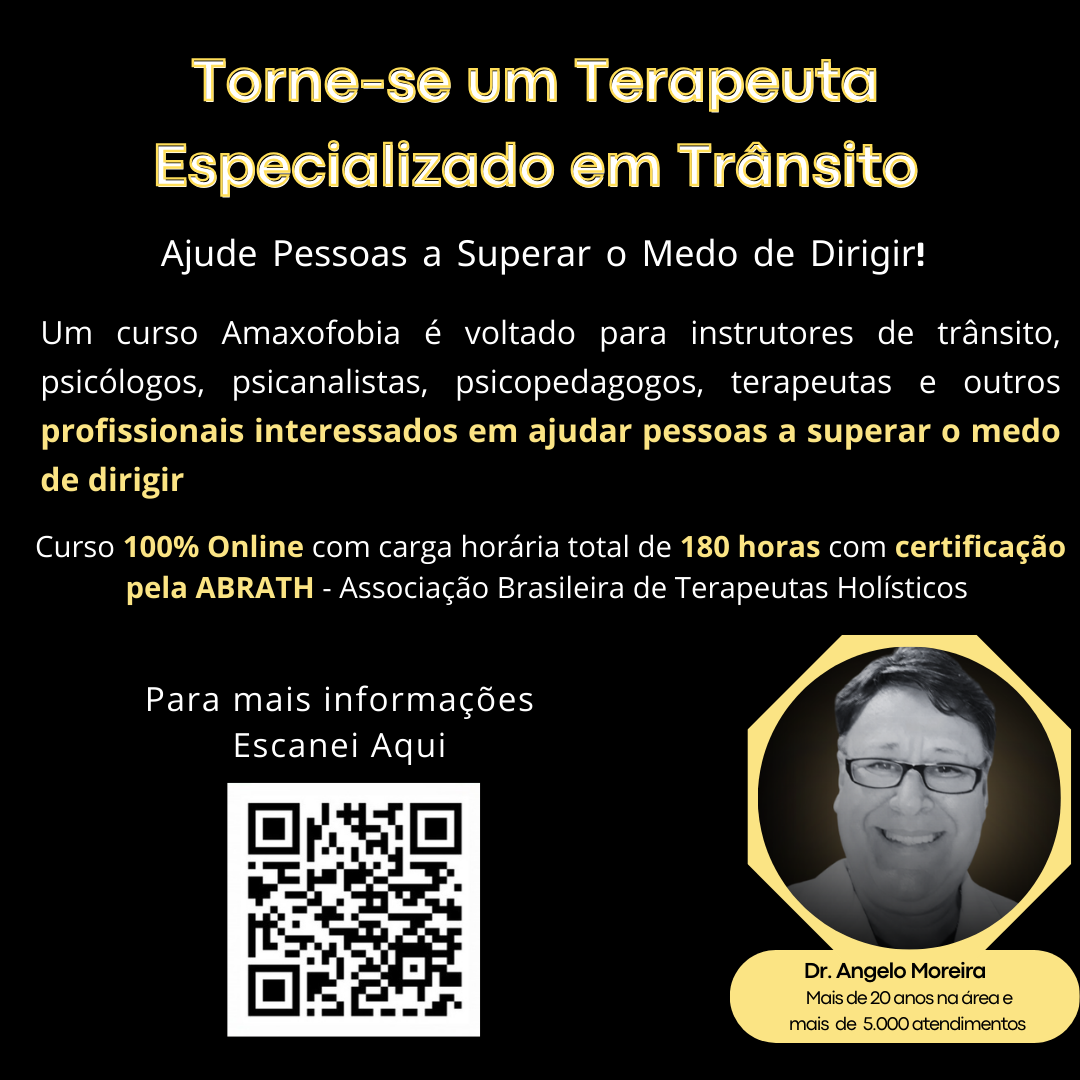 Torne-se um Terapeuta
Especializado em Trânsito
Ajude Pessoas a Superar o Medo de Dirigir!
Um curso Amaxofobia é voltado para instrutores de trânsito,
psicólogos, psicanalistas, psicopedagogos, terapeutas e outros
profissionais interessados em ajudar pessoas a superar o medo
de dirigir
Curso 100% Online com carga horária total de 180 horas com certificação
pela ABRATH - Associação Brasileira de Terapeutas Holísticos
Para mais informações
Escanei Aqui
Dr. Angelo Moreira
Mais de 20 anos na área e
mais de 5.000 atendimentos